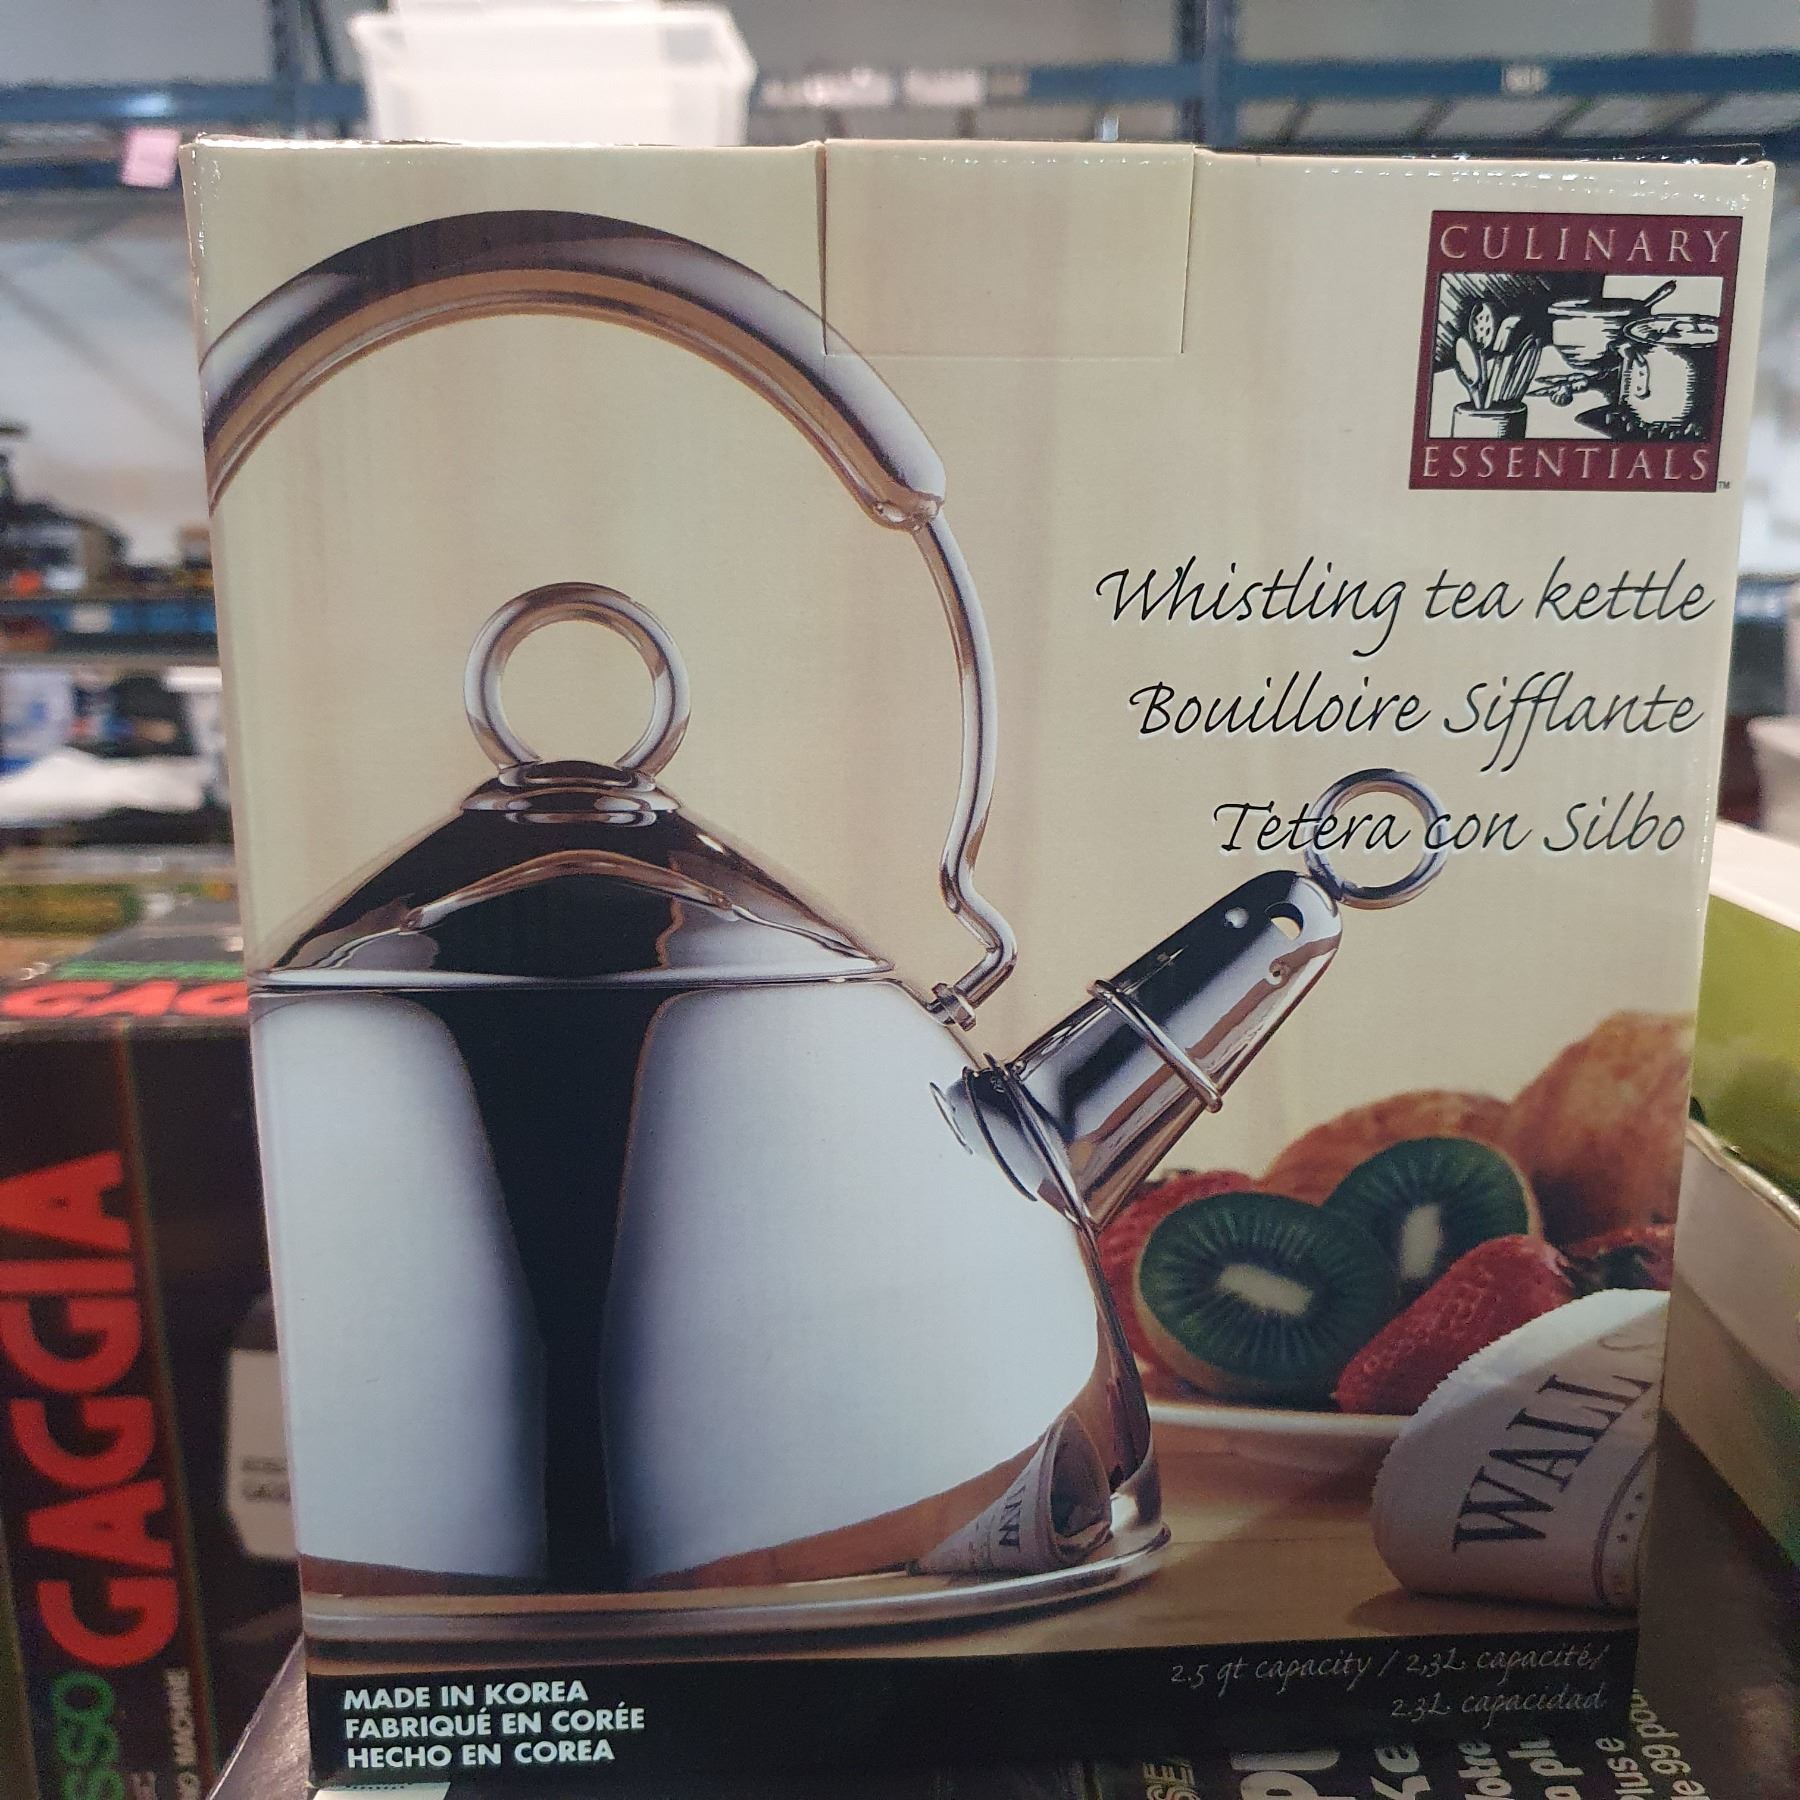 CULINARY
ESSENTIALS
TM
Whistling tea kettle
Bouilloire Sifflante
Tetera con Silbo
WALL S
MADE IN KOREA
FABRIQUÉ EN CORÉE
HECHO EN COREA
2.5 qt capacity / 2,3L capacité/
2.3L capacidad
GAGGIA